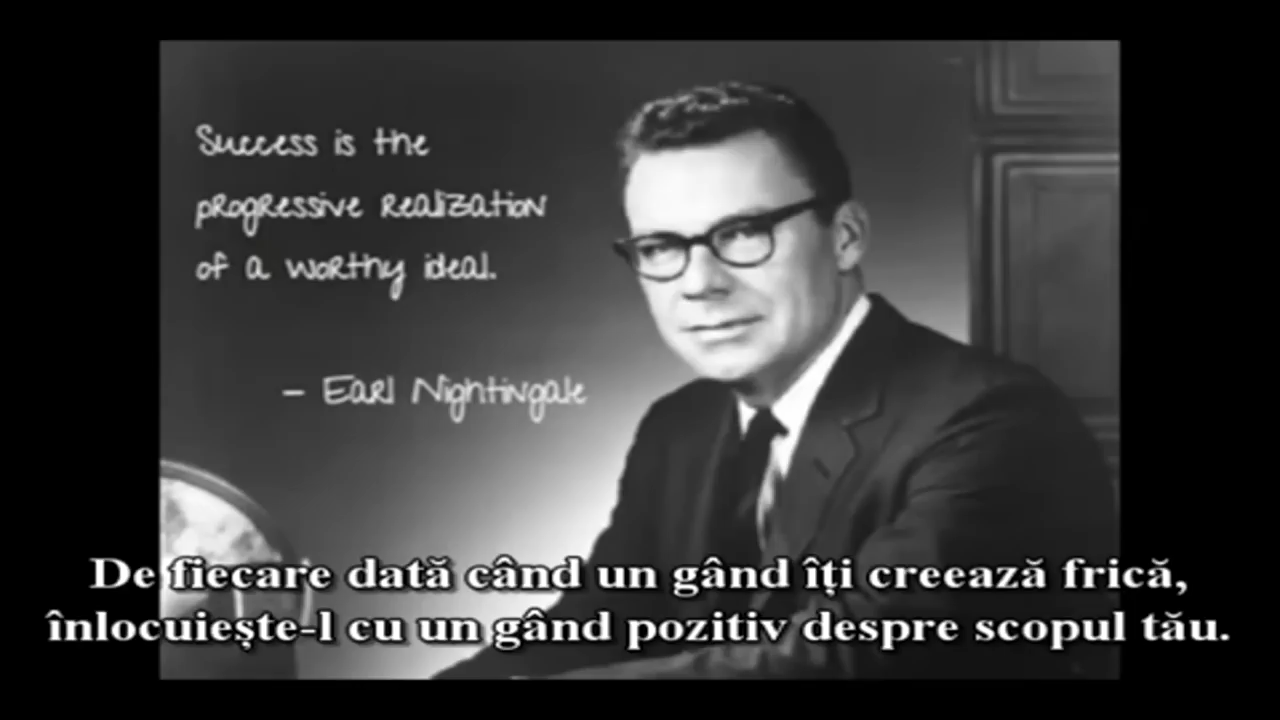 Success is the
progressive realization
of a worthy ideal.
- Earl Nightingale
De fiecare dată când un gând îți creează frică,
înlocuiește-l cu un gând pozitiv despre scopul tău.